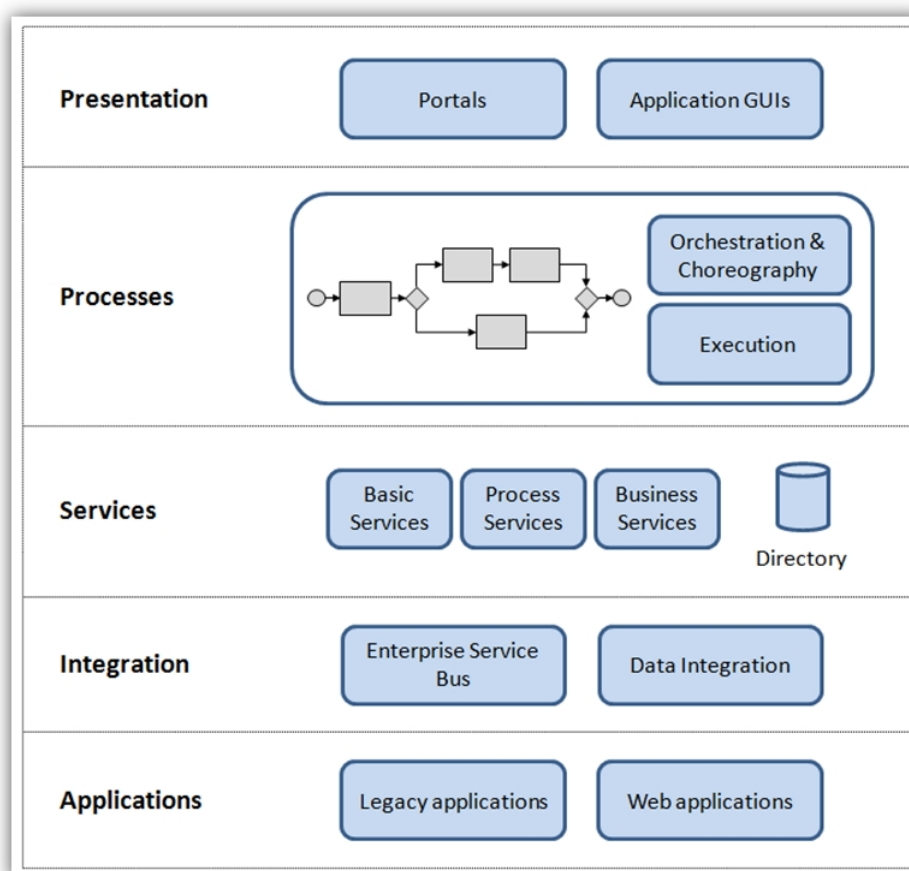 Presentation
Portals
Application GUIs
Processes
Orchestration &
Choreography
Execution
Services
Basic
Services
Process
Services
Business
Services
Directory
Integration
Enterprise Service
Bus
Data Integration
Applications
Legacy applications
Web applications